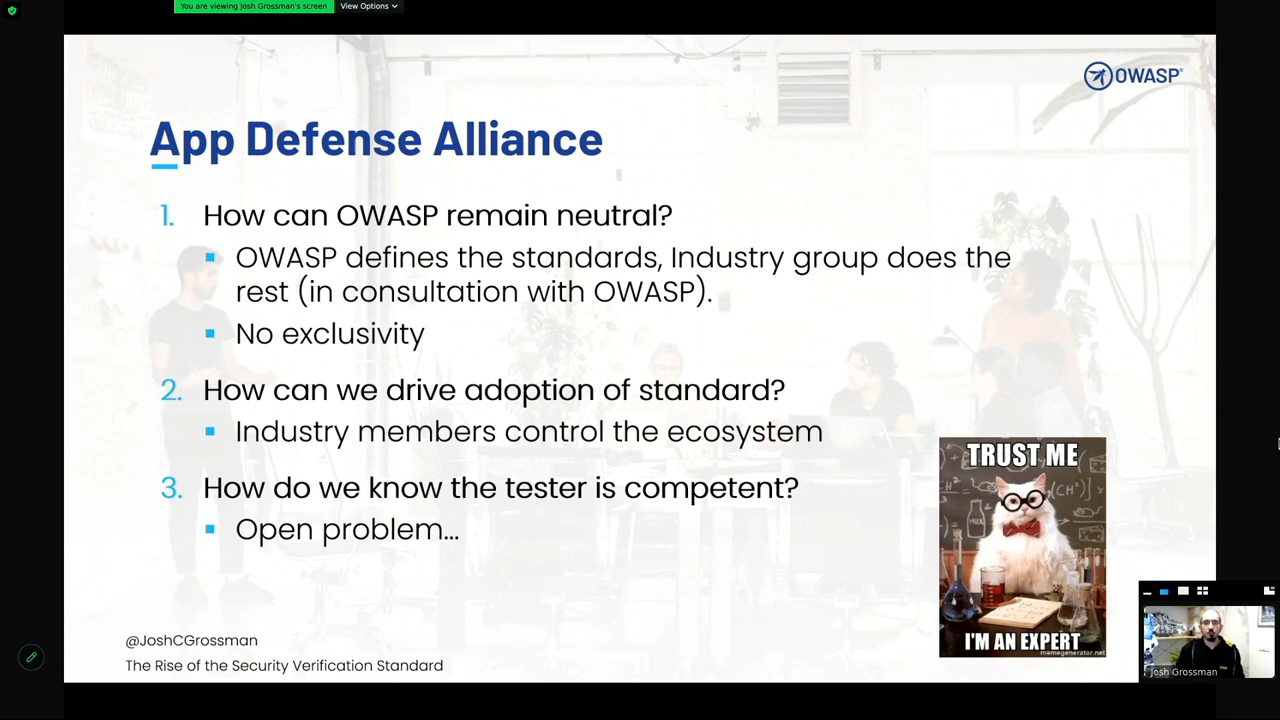 You are viewing Josh Grossman's screen View Options
OWASP
App Defense Alliance
1. How can OWASP remain neutral?
▪ OWASP defines the standards, Industry group does the
rest (in consultation with OWASP).
▪ No exclusivity
2. How can we drive adoption of standard?
▪ Industry members control the ecosystem
3. How do we know the tester is competent?
▪ Open problem...
TRUST ME
I'M AN EXPERT
memegenerator.net
@JoshCGrossman
The Rise of the Security Verification Standard
Josh Grossman